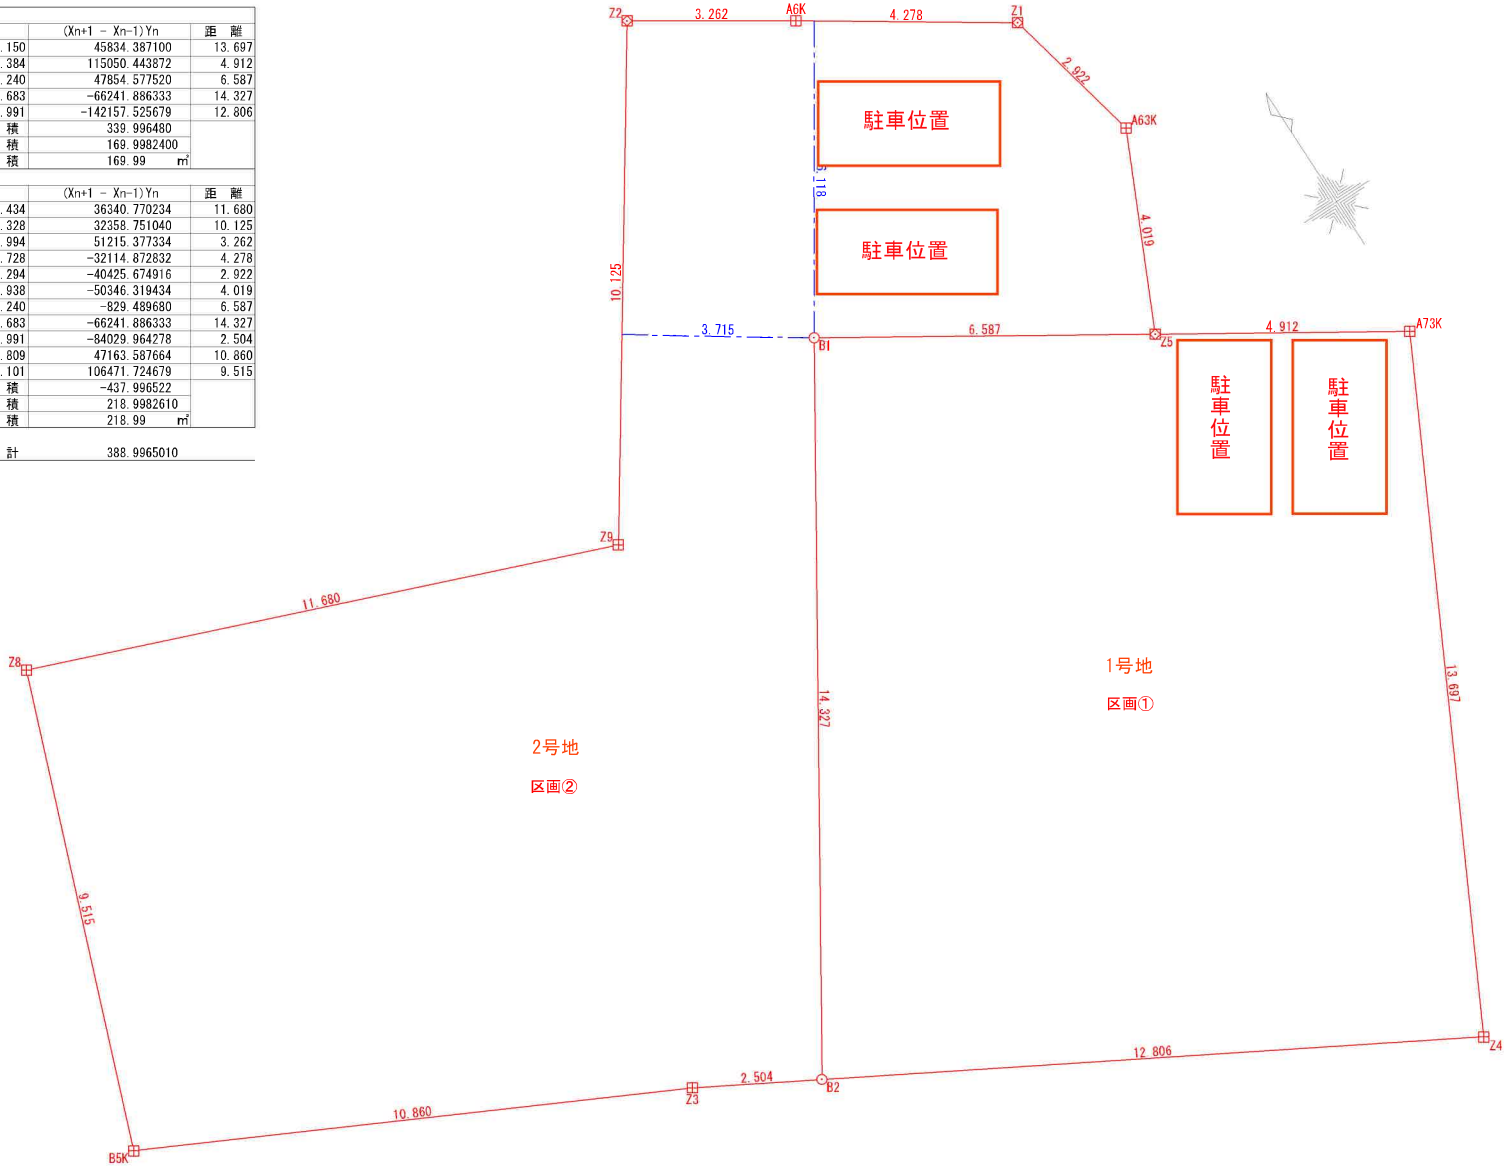 (Xn+1 - Xn-1)Yn 距 離
.150 45834.387100 13.697
.384 115050.443872 4.912
.240 47854.577520 6.587
.683 -66241.886333 14.327
.991 -142157.525679 12.806
積 339.996480
積 169.9982400
積 169.99 ㎡
(Xn+1 - Xn-1)Yn 距 離
.434 36340.770234 11.680
.328 32358.751040 10.125
.994 51215.377334 3.262
.728 -32114.872832 4.278
.294 -40425.674916 2.922
.938 -50346.319434 4.019
.240 -829.489680 6.587
.683 -66241.886333 14.327
.991 -84029.964278 2.504
.809 47163.587664 10.860
.101 106471.724679 9.515
積 -437.996522
積 218.9982610
積 218.99 ㎡
計 388.9965010
Z2
3.262
A6K
4.278
Z1
2.922
A63K
駐車位置
6.118
4.019
駐車位置
10.125
3.715
B1
6.587
Z5
4.912
A73K
駐車位置
駐車位置
Z9
11.680
Z8
14.327
13.697
1号地
区画①
2号地
区画②
9.515
12.806
Z4
2.504
B2
Z3
10.860
B5K